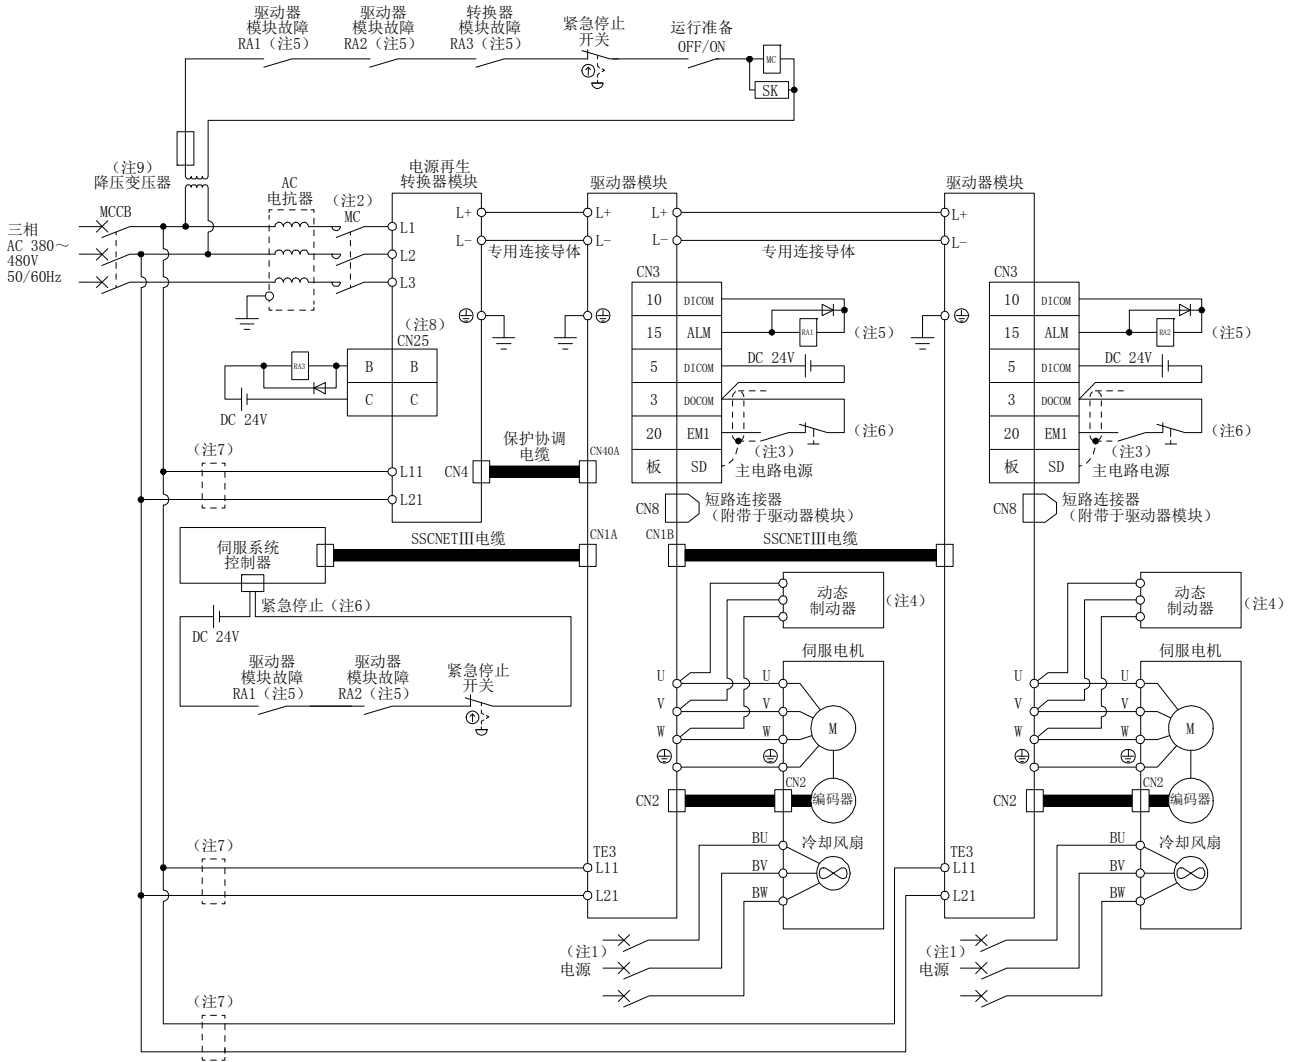 驱动器
模块故障
RA1（注5）
驱动器
模块故障
RA2（注5）
转换器
模块故障
RA3（注5）
紧急停止
开关
运行准备
OFF/ON
MC
SK
（注9）
降压变压器
AC
电抗器
（注2）
MC
电源再生
转换器模块
驱动器模块
驱动器模块
MCCB
三相
AC 380～
480V
50/60Hz
L1
L2
L3
L+
L-
L+
L-
专用连接导体
L+
L-
专用连接导体
L+
L-
（注8）
CN25
B
B
C
C
RA3
DC 24V
CN3
10
DICOM
15
ALM
5
DICOM
3
DOCOM
20
EM1
板
SD
RA1
（注5）
DC 24V
（注6）
（注3）
主电路电源
CN3
10
DICOM
15
ALM
5
DICOM
3
DOCOM
20
EM1
板
SD
RA2
（注5）
DC 24V
（注6）
（注3）
主电路电源
（注7）
L11
L21
CN4
保护协调
电缆
CN40A
CN8
短路连接器
（附带于驱动器模块）
CN8
短路连接器
（附带于驱动器模块）
伺服系统
控制器
SSCNETⅢ电缆
CN1A
CN1B
SSCNETⅢ电缆
紧急停止（注6）
DC 24V
驱动器
模块故障
RA1（注5）
驱动器
模块故障
RA2（注5）
紧急停止
开关
动态
制动器
（注4）
动态
制动器
（注4）
伺服电机
伺服电机
U
U
V
V
W
W
M
U
U
V
V
W
W
M
CN2
CN2
编码器
CN2
CN2
编码器
（注7）
TE3
L11
L21
BU
BV
BW
冷却风扇
TE3
L11
L21
BU
BV
BW
冷却风扇
（注1）
电源
（注1）
电源
（注7）